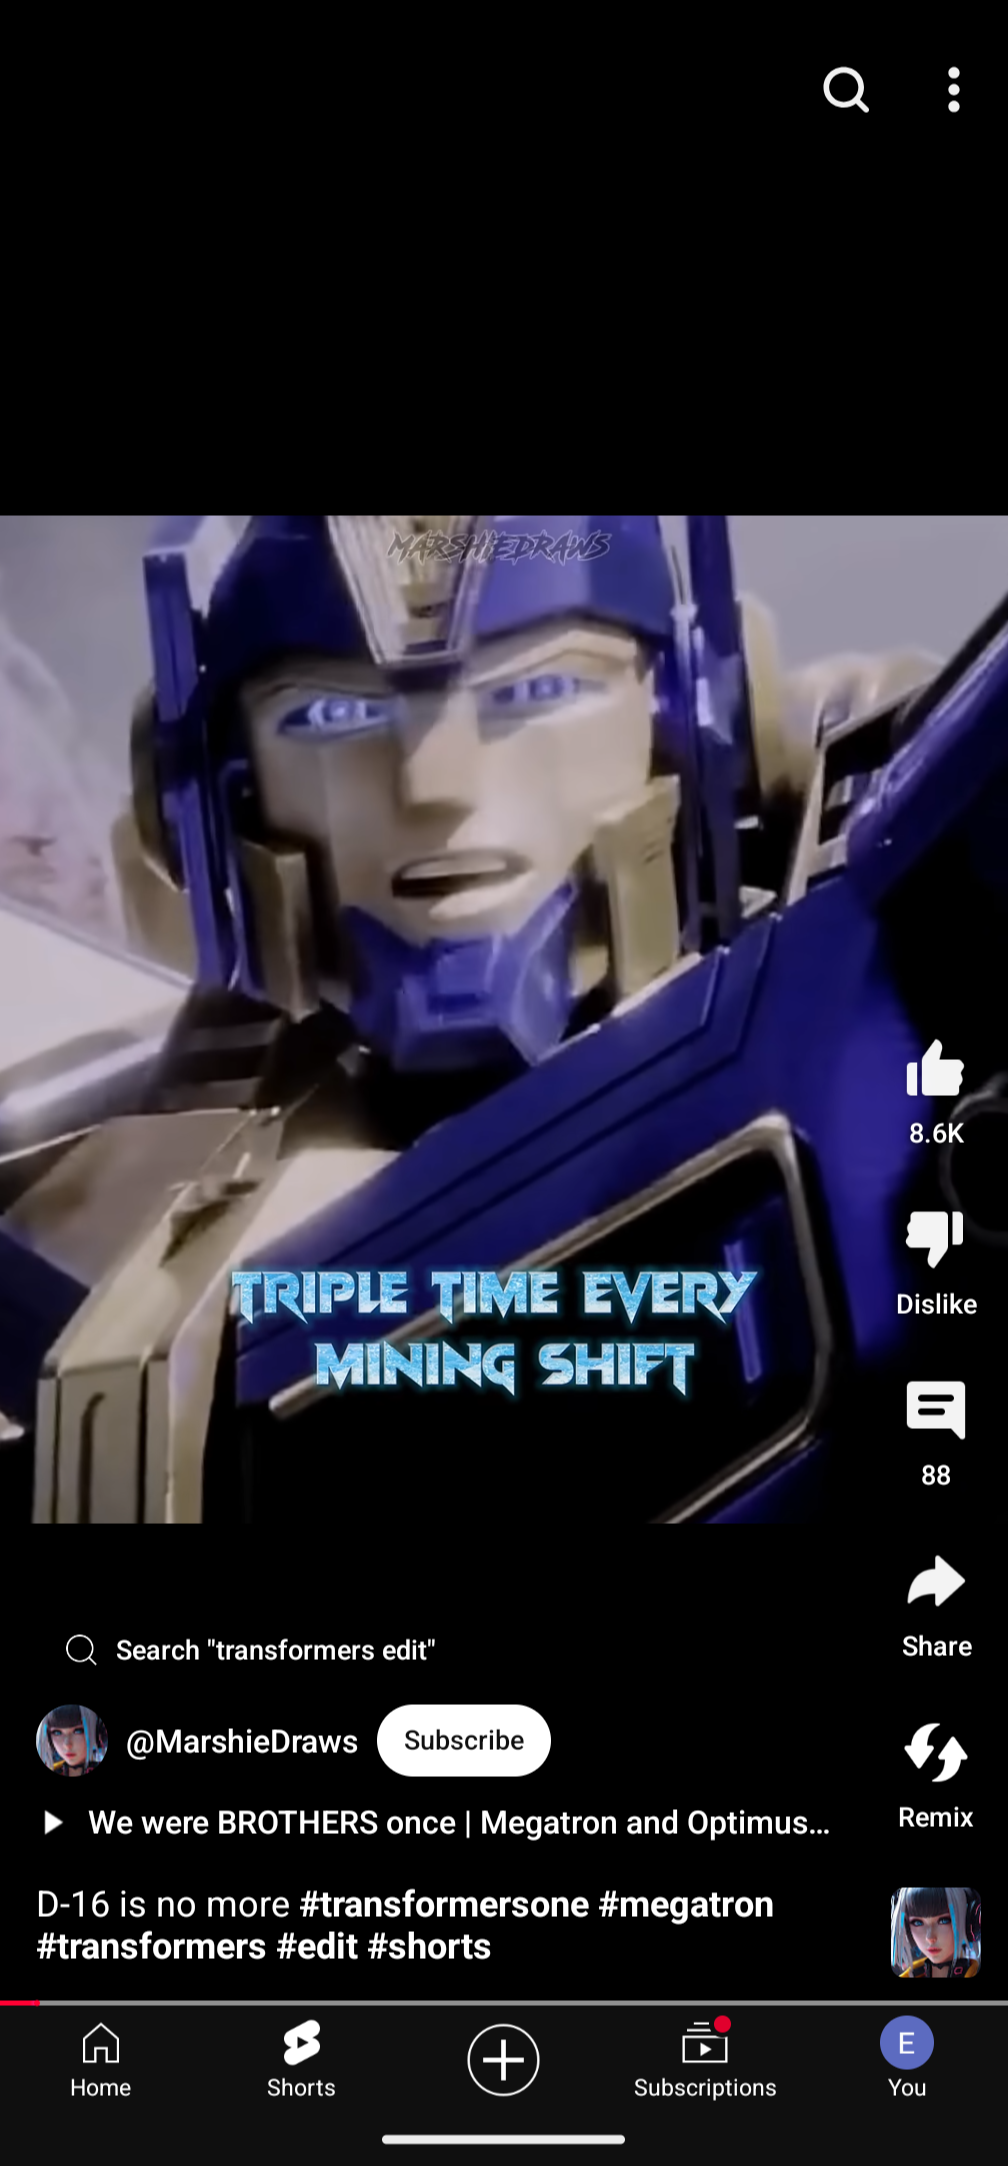 MARSHIEDRAWS
TRIPLE TIME EVERY
MINING SHIFT
8.6K
Dislike
88
Share
Search "transformers edit"
@MarshieDraws
Subscribe
We were BROTHERS once | Megatron and Optimus...
Remix
D-16 is no more #transformersone #megatron
#transformers #edit #shorts
Home
Shorts
Subscriptions
E
You